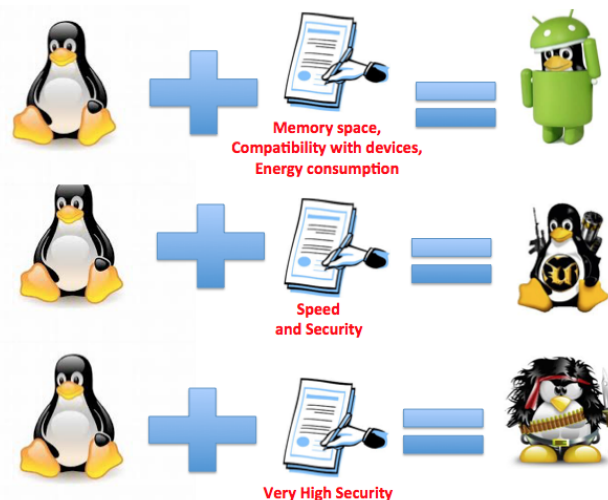 Memory space,
Compatibility with devices,
Energy consumption
Speed
and Security
Very High Security